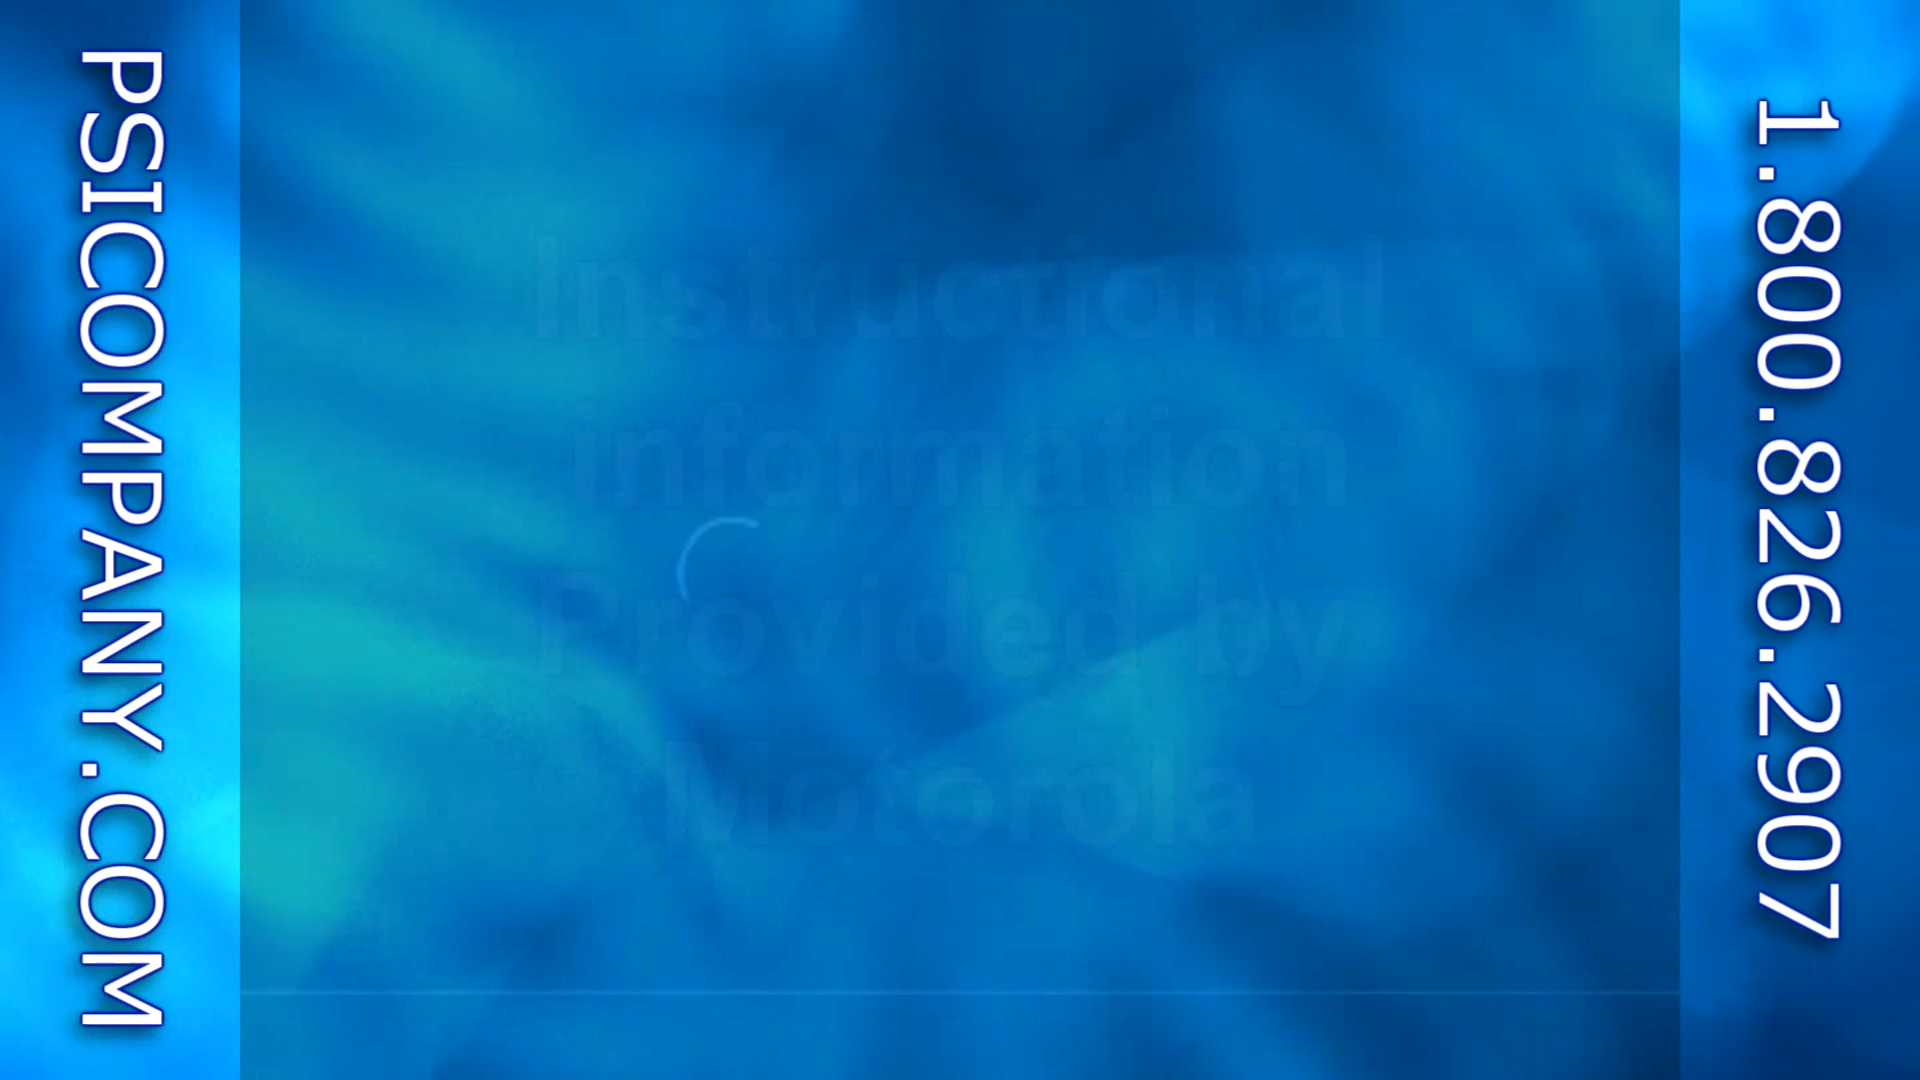 PSICOMPANY.COM
Instructional
information
Provided by
Motorola
1.800.826.2907